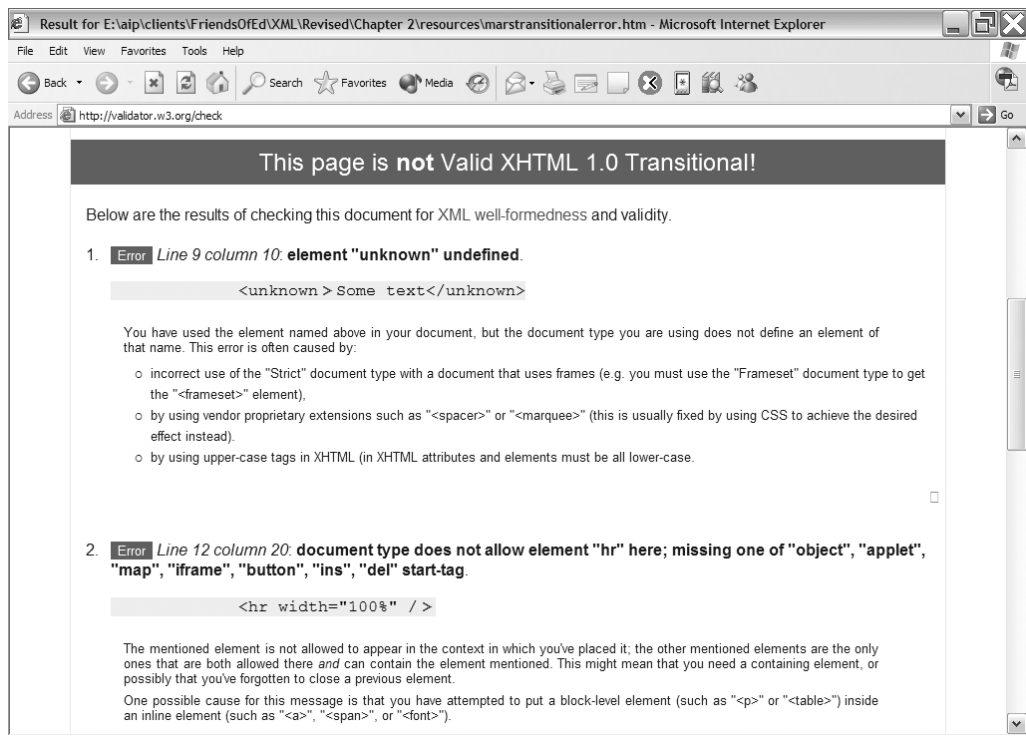 Result for E:\aip\clients\FriendsOfEd\XML\Revised\Chapter 2\resources\marstransitionalerror.htm - Microsoft Internet Explorer
File Edit View Favorites Tools Help
Back Search Favorites Media
Address http://validator.w3.org/check Go
This page is not Valid XHTML 1.0 Transitional!
Below are the results of checking this document for XML well-formedness and validity.
1. Error Line 9 column 10: element "unknown" undefined.
<unknown > Some text</unknown>
You have used the element named above in your document, but the document type you are using does not define an element of
that name. This error is often caused by:
o incorrect use of the "Strict" document type with a document that uses frames (e.g. you must use the "Frameset" document type to get
the "<frameset>" element),
o by using vendor proprietary extensions such as "<spacer>" or "<marquee>" (this is usually fixed by using CSS to achieve the desired
effect instead).
o by using upper-case tags in XHTML (in XHTML attributes and elements must be all lower-case.
2. Error Line 12 column 20: document type does not allow element "hr" here; missing one of "object", "applet",
"map", "iframe", "button", "ins", "del" start-tag.
<hr width="100%" / >
The mentioned element is not allowed to appear in the context in which you've placed it; the other mentioned elements are the only
ones that are both allowed there and can contain the element mentioned. This might mean that you need a containing element, or
possibly that you've forgotten to close a previous element.
One possible cause for this message is that you have attempted to put a block-level element (such as "<p>" or "<table>") inside
an inline element (such as "<a>", "<span>", or "<font>").